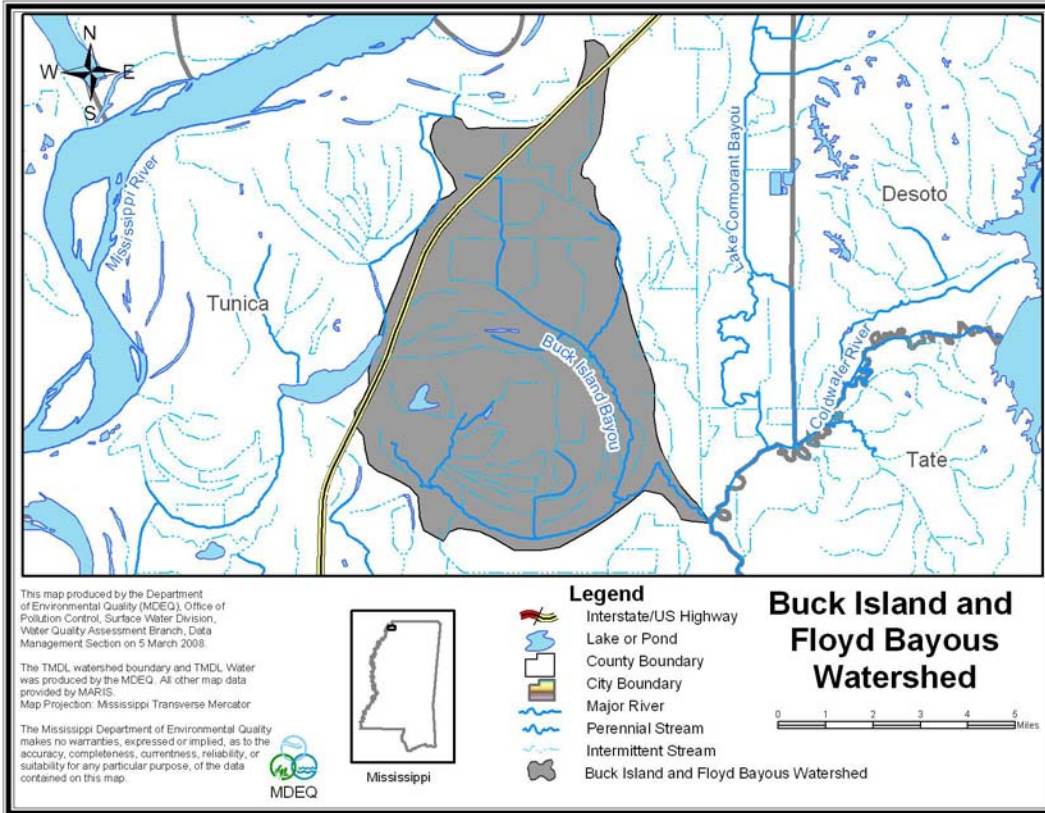 N
W E
S
Mississippi River
Tunica
Buck Island Bayou
Lake Cormorant Bayou
Desoto
Coldwater River
Tate
This map produced by the Department
of Environmental Quality (MDEQ), Office of
Pollution Control, Surface Water Division,
Water Quality Assessment Branch, Data
Management Section on 5 March 2008.
The TMDL watershed boundary and TMDL Water
was produced by the MDEQ. All other map data
provided by MARIS.
Map Projection: Mississippi Transverse Mercator
The Mississippi Department of Environmental Quality
makes no warranties, expressed or implied, as to the
accuracy, completeness, currentness, reliability, or
suitability for any particular purpose, of the data
contained on this map.
MDEQ
Mississippi
Legend
Interstate/US Highway
Lake or Pond
County Boundary
City Boundary
Major River
Perennial Stream
Intermittent Stream
Buck Island and Floyd Bayous Watershed
Buck Island and
Floyd Bayous
Watershed
0 1 2 3 4 5
Miles